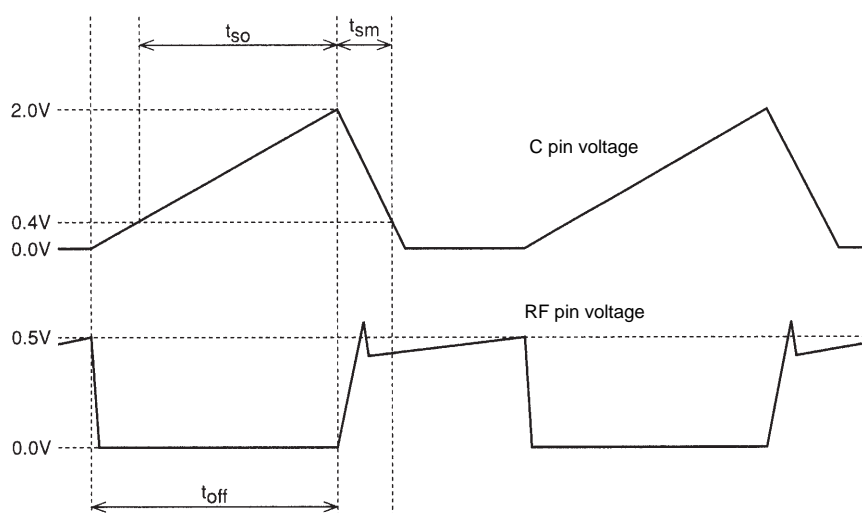 tso
tsm
2.0V
C pin voltage
0.4V
0.0V
RF pin voltage
0.5V
0.0V
toff